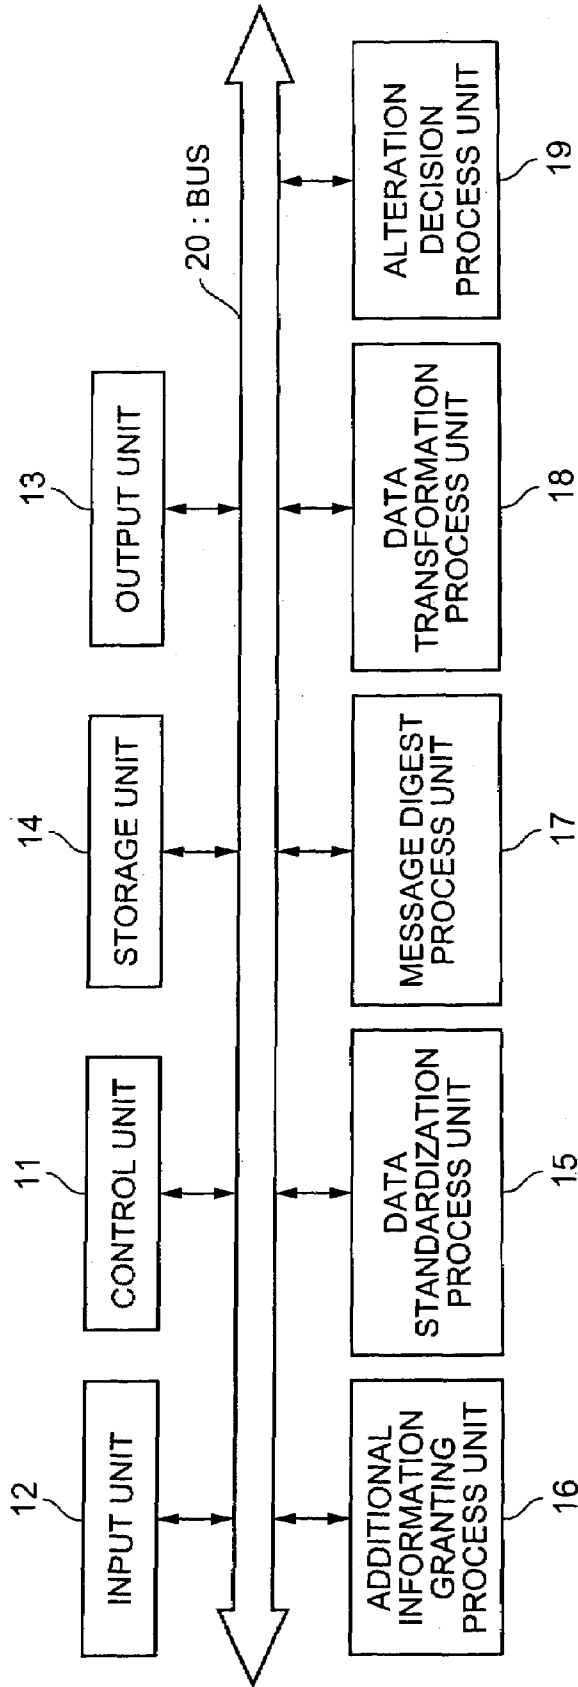 12
INPUT UNIT
11
CONTROL UNIT
14
STORAGE UNIT
13
OUTPUT UNIT
20 : BUS
ADDITIONAL
INFORMATION
GRANTING
PROCESS UNIT
16
DATA
STANDARDIZATION
PROCESS UNIT
15
MESSAGE DIGEST
PROCESS UNIT
17
DATA
TRANSFORMATION
PROCESS UNIT
18
ALTERATION
DECISION
PROCESS UNIT
19